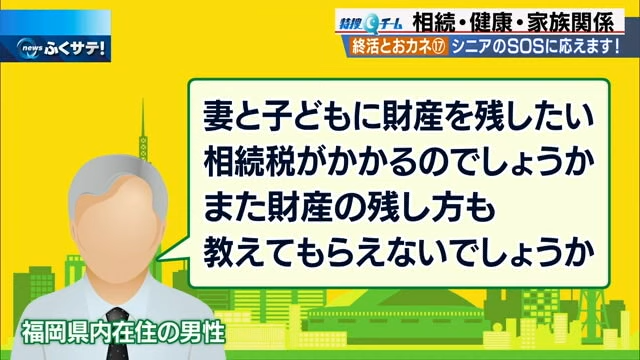 news ふくサテ!
特捜Qチーム 相続・健康・家族関係
終活とおカネ⑰ シニアのSOSに応えます!
妻と子どもに財産を残したい
相続税がかかるのでしょうか
また財産の残し方も
教えてもらえないでしょうか
福岡県内在住の男性